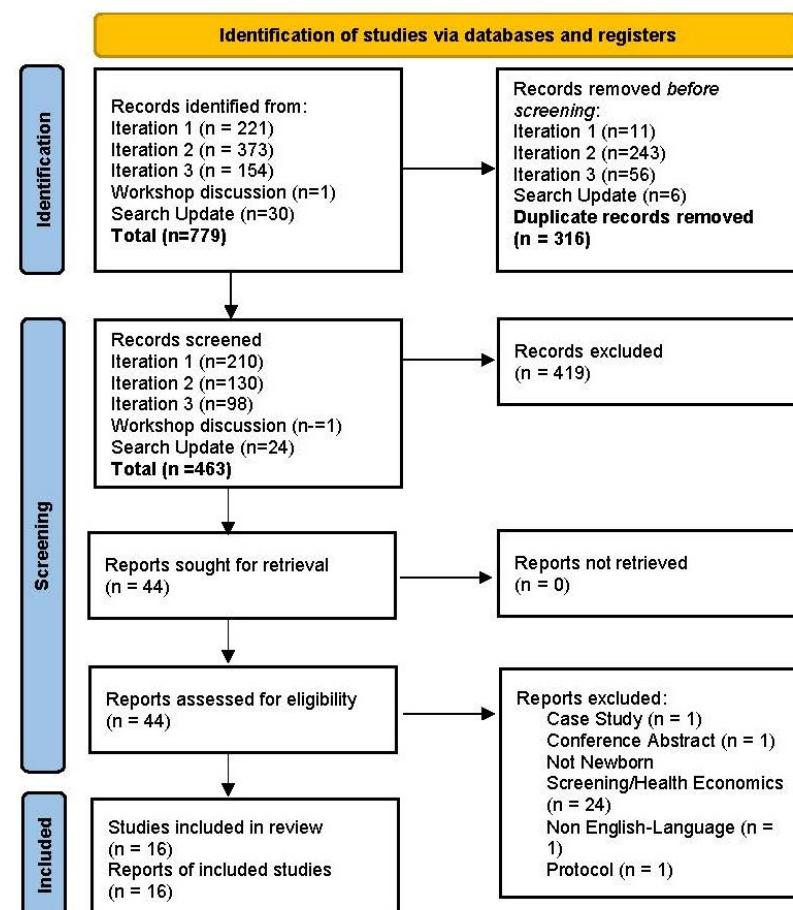 Identification of studies via databases and registers
Identification
Records identified from:
Iteration 1 (n = 221)
Iteration 2 (n = 373)
Iteration 3 (n = 154)
Workshop discussion (n=1)
Search Update (n=30)
Total (n=779)
Records removed before
screening:
Iteration 1 (n=11)
Iteration 2 (n=243)
Iteration 3 (n=56)
Search Update (n=6)
Duplicate records removed
(n = 316)
Screening
Records screened
Iteration 1 (n=210)
Iteration 2 (n=130)
Iteration 3 (n=98)
Workshop discussion (n-=1)
Search Update (n=24)
Total (n =463)
Records excluded
(n = 419)
Reports sought for retrieval
(n = 44)
Reports not retrieved
(n = 0)
Reports assessed for eligibility
(n = 44)
Reports excluded:
Case Study (n = 1)
Conference Abstract (n = 1)
Not Newborn
Screening/Health Economics
(n = 24)
Non English-Language (n =
1)
Protocol (n = 1)
Included
Studies included in review
(n = 16)
Reports of included studies
(n = 16)